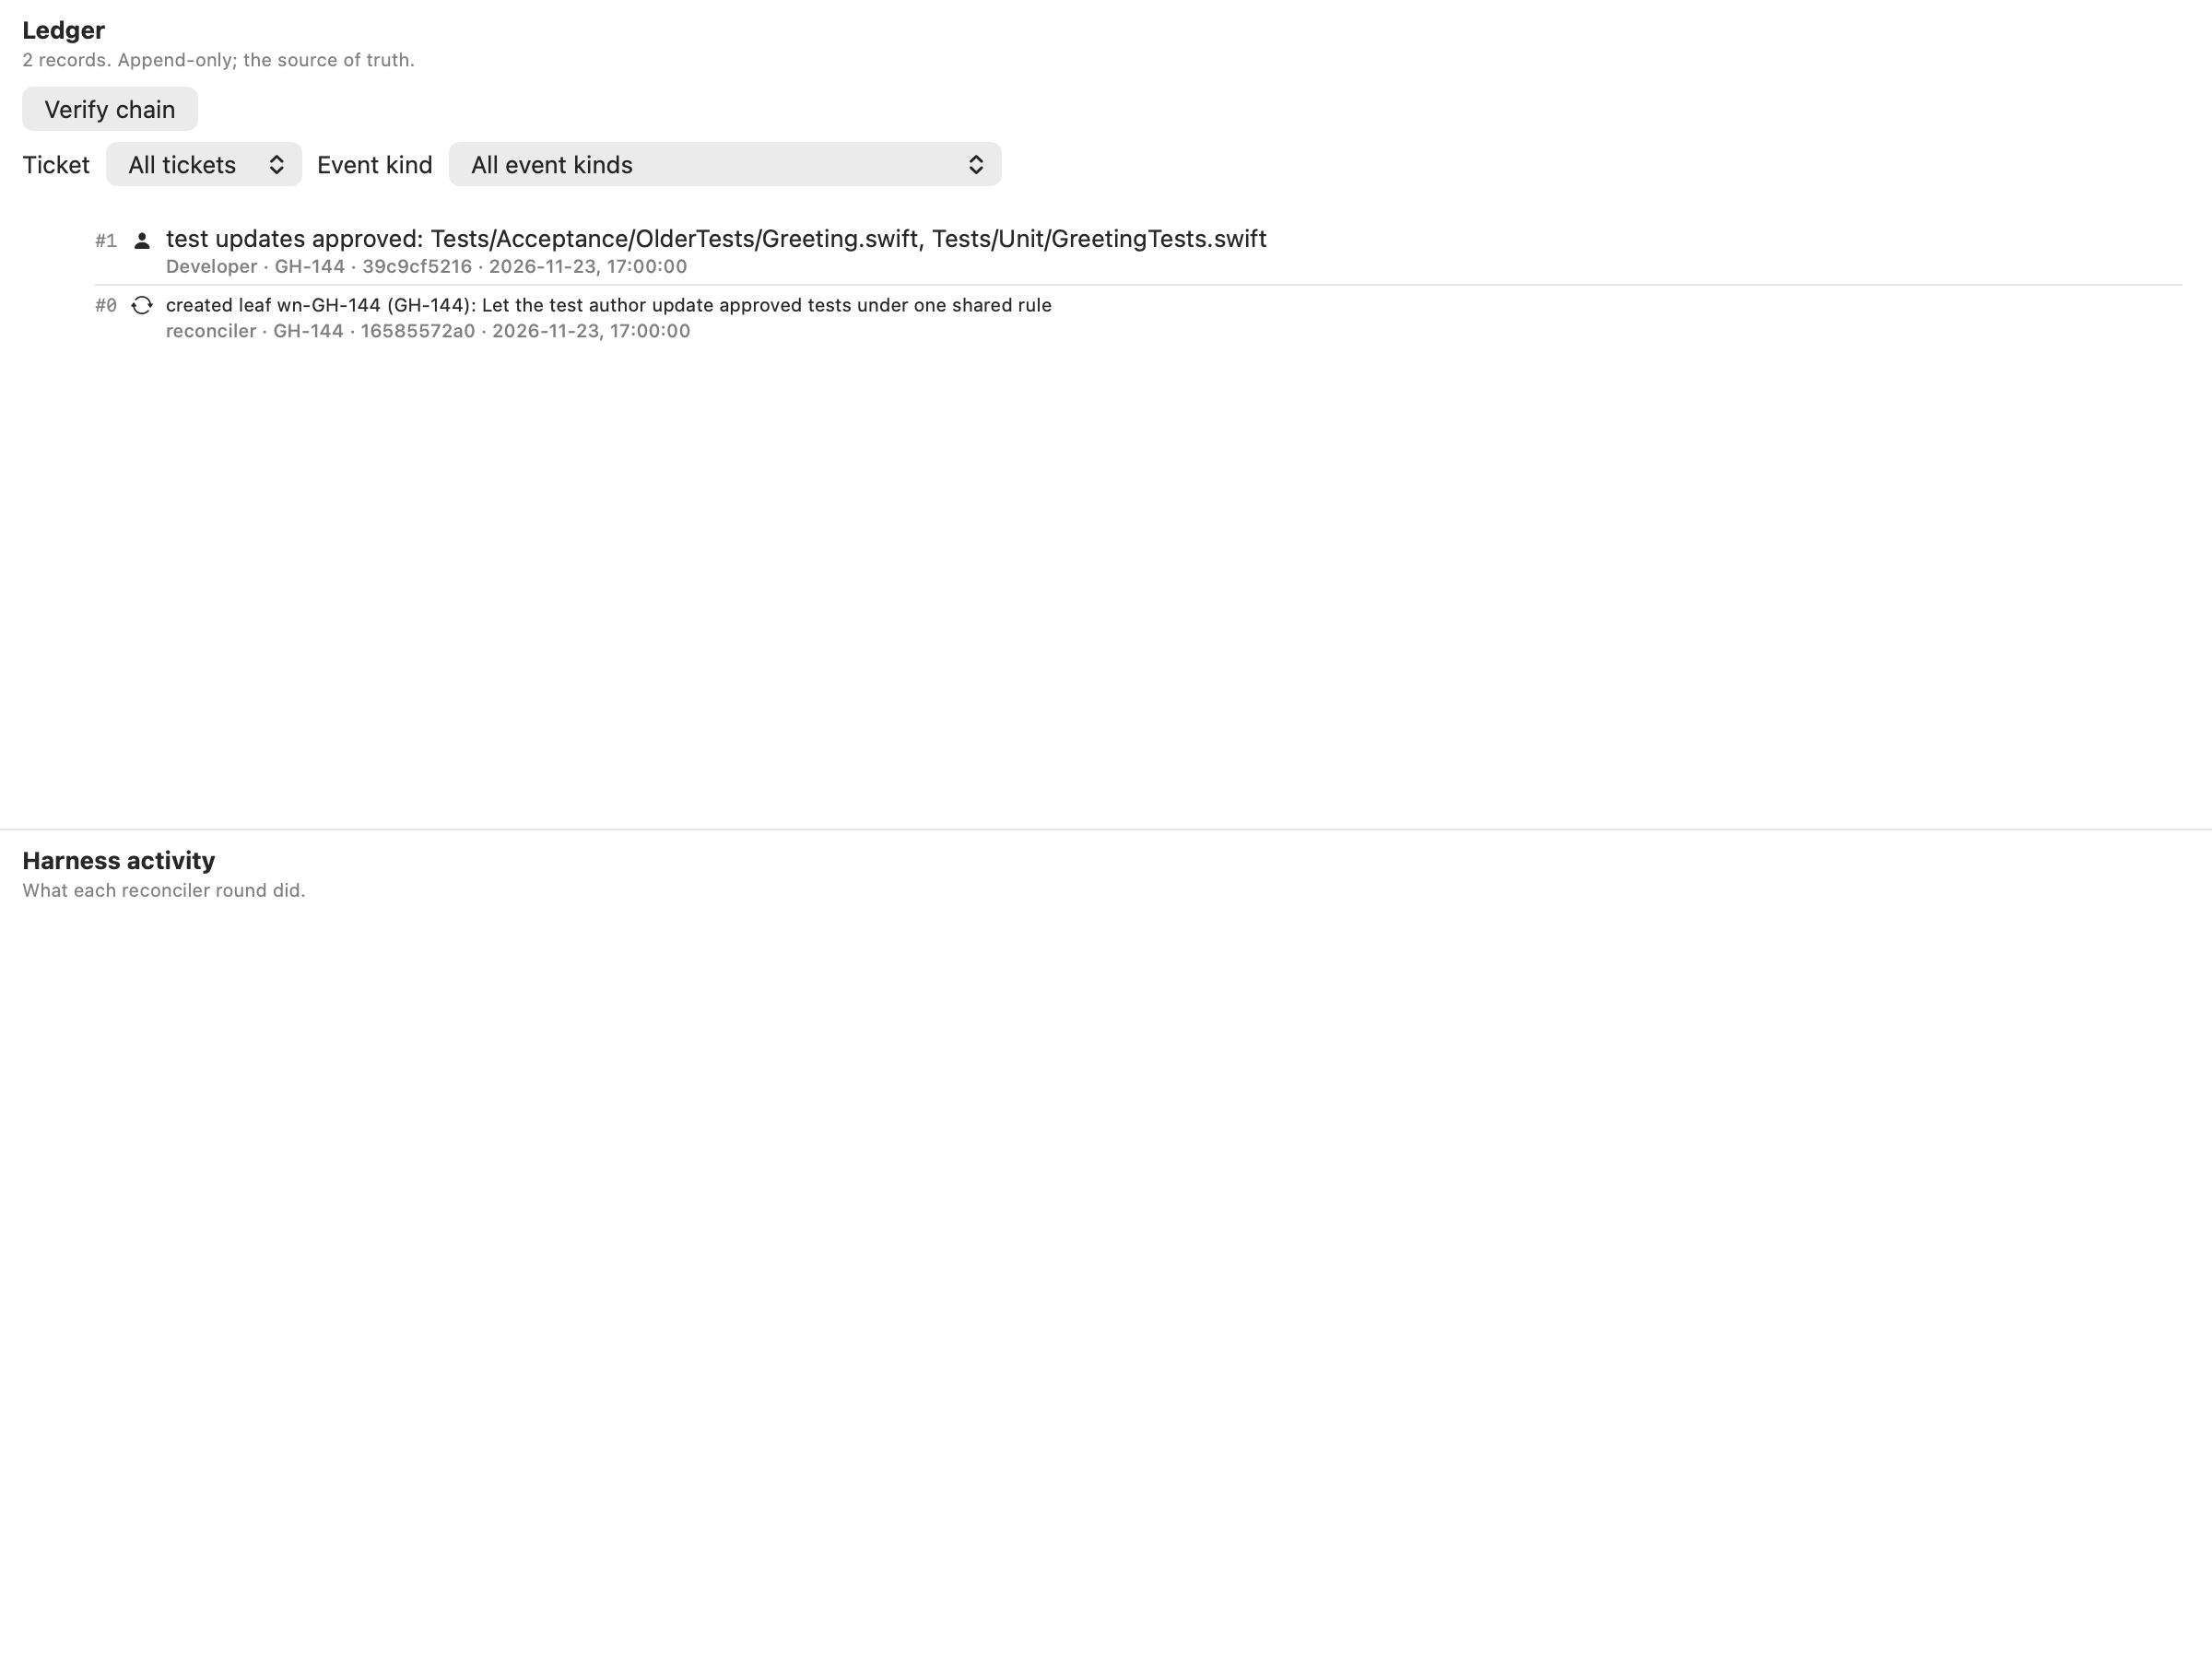 Ledger
2 records. Append-only; the source of truth.
Verify chain
Ticket All tickets Event kind All event kinds
#1 test updates approved: Tests/Acceptance/OlderTests/Greeting.swift, Tests/Unit/GreetingTests.swift
Developer · GH-144 · 39c9cf5216 · 2026-11-23, 17:00:00
#0 created leaf wn-GH-144 (GH-144): Let the test author update approved tests under one shared rule
reconciler · GH-144 · 16585572a0 · 2026-11-23, 17:00:00
Harness activity
What each reconciler round did.